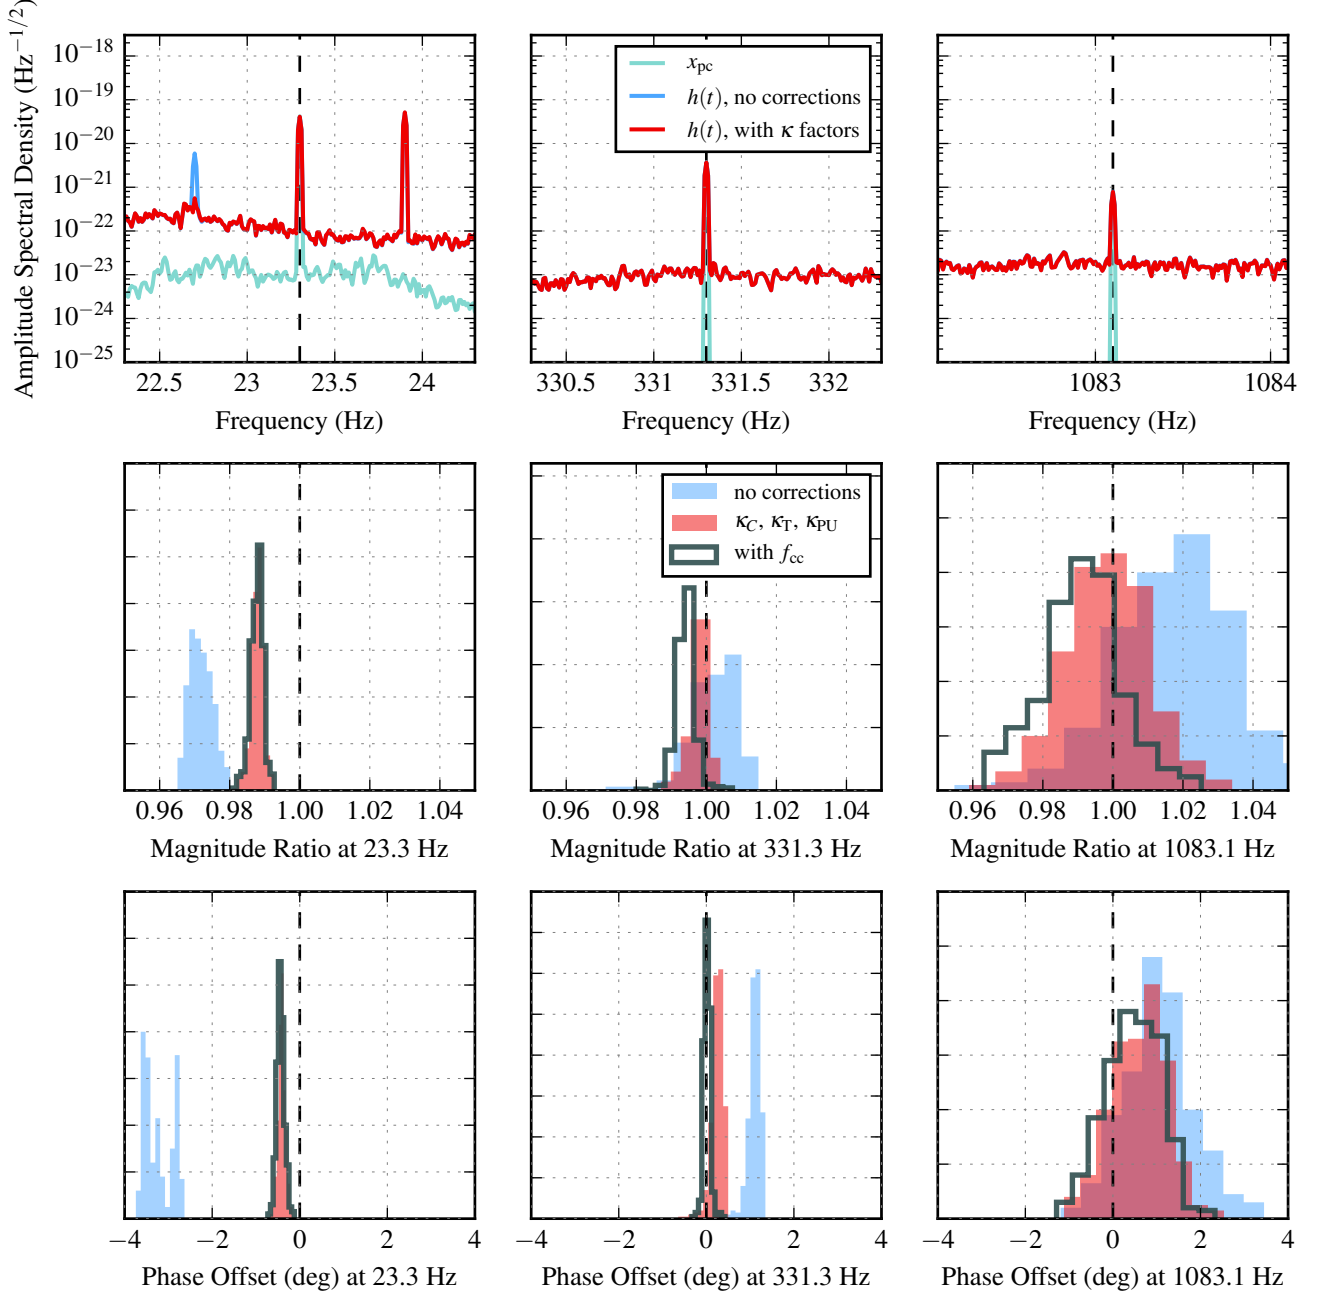 Amplitude Spectral Density (Hz⁻¹/²)
10⁻¹⁸
10⁻¹⁹
10⁻²⁰
10⁻²¹
10⁻²²
10⁻²³
10⁻²⁴
10⁻²⁵
22.5 23 23.5 24
Frequency (Hz)
x_pc
h(t), no corrections
h(t), with κ factors
330.5 331 331.5 332
Frequency (Hz)
1083 1084
Frequency (Hz)
0.96 0.98 1.00 1.02 1.04
Magnitude Ratio at 23.3 Hz
no corrections
κ_C, κ_T, κ_PU
with f_cc
0.96 0.98 1.00 1.02 1.04
Magnitude Ratio at 331.3 Hz
0.96 0.98 1.00 1.02 1.04
Magnitude Ratio at 1083.1 Hz
−4 −2 0 2 4
Phase Offset (deg) at 23.3 Hz
−4 −2 0 2 4
Phase Offset (deg) at 331.3 Hz
−4 −2 0 2 4
Phase Offset (deg) at 1083.1 Hz